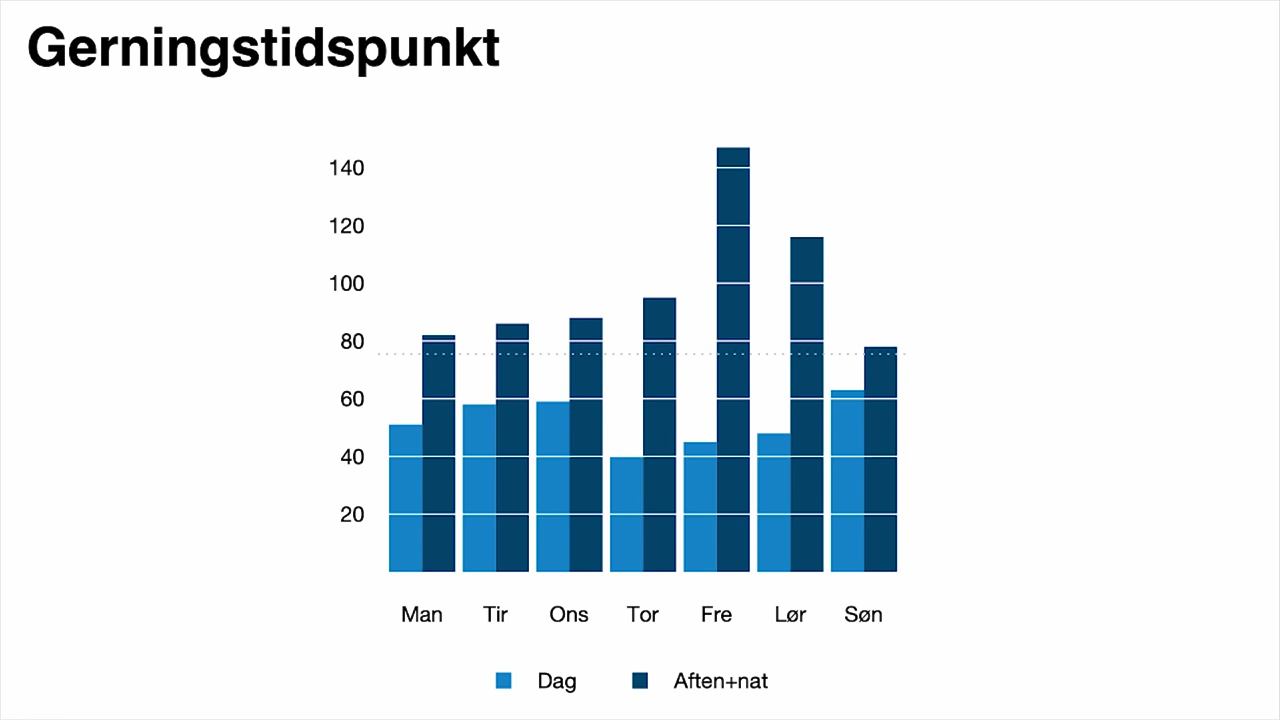 Gerningstidspunkt
140
120
100
80
60
40
20
Man Tir Ons Tor Fre Lør Søn
Dag Aften+nat